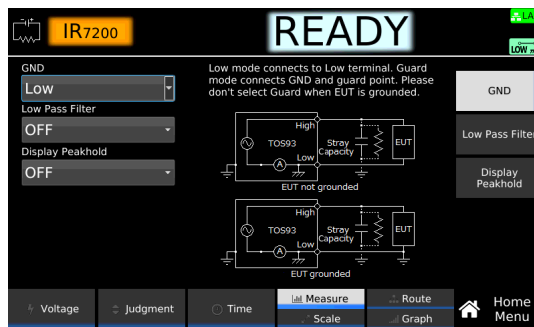 IR7200
READY
LA
LOW
GND
Low
Low Pass Filter
OFF
Display Peakhold
OFF
Low mode connects to Low terminal. Guard
mode connects GND and guard point. Please
don't select Guard when EUT is grounded.
High
TOS93
Stray
Capacity
EUT
Low
A
EUT not grounded
High
TOS93
Stray
Capacity
EUT
Low
A
EUT grounded
GND
Low Pass Filter
Display
Peakhold
Voltage
Judgment
Time
Measure
Scale
Route
Graph
Home
Menu